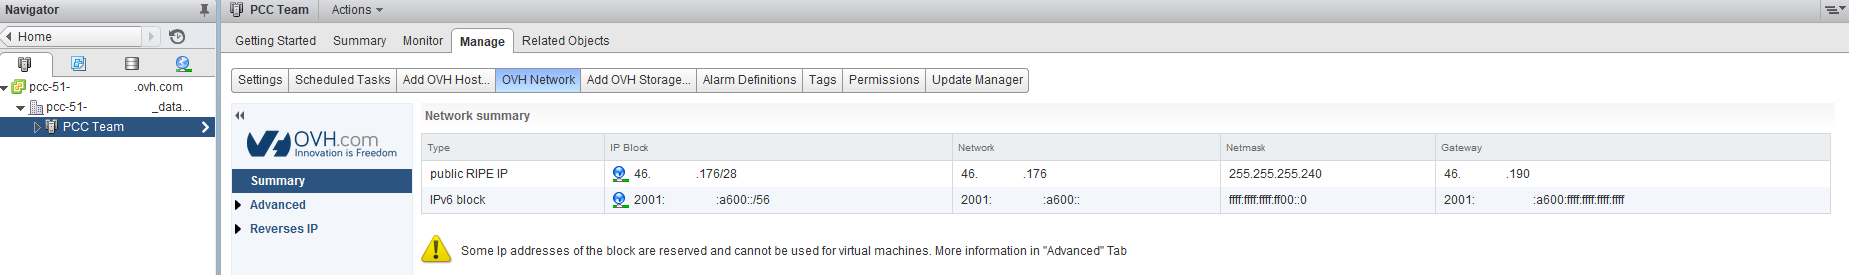 Navigator
Home
pcc-51- .ovh.com
pcc-51- _data...
PCC Team
PCC Team Actions
Getting Started Summary Monitor Manage Related Objects
Settings Scheduled Tasks Add OVH Host... OVH Network Add OVH Storage... Alarm Definitions Tags Permissions Update Manager
OVH.com
Innovation is Freedom
Summary
Advanced
Reverses IP
Network summary
Type IP Block Network Netmask Gateway
public RIPE IP 46. .176/28 46. .176 255.255.255.240 46. .190
IPv6 block 2001: :a600::/56 2001: :a600:: ffff:ffff:ffff:ff00::0 2001: :a600:ffff:ffff:ffff:ffff
Some Ip addresses of the block are reserved and cannot be used for virtual machines. More information in "Advanced" Tab